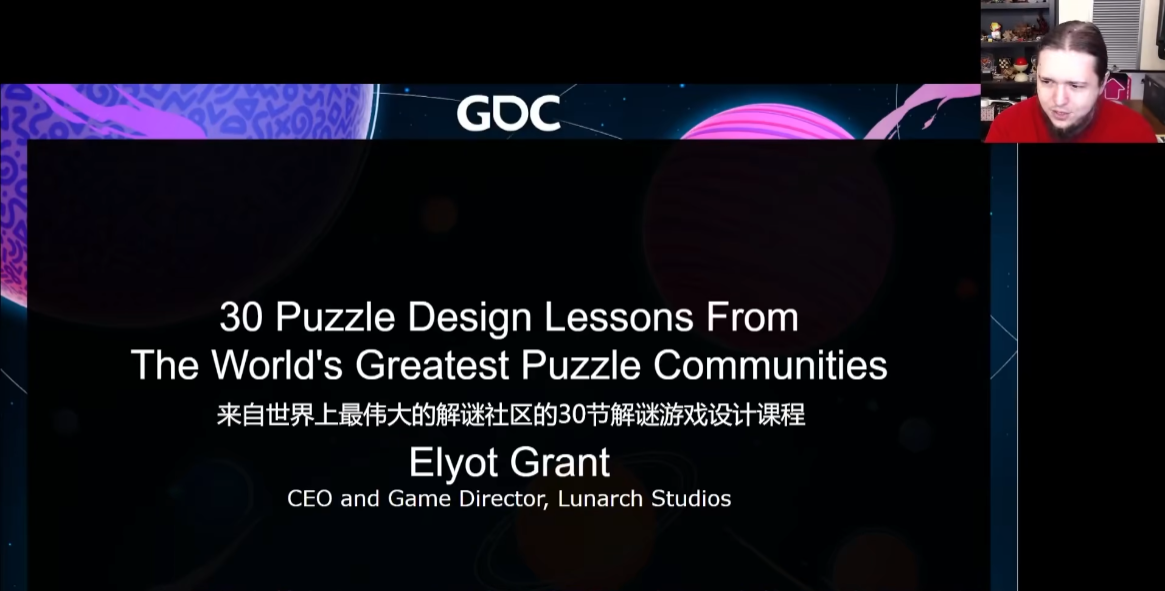 GDC
30 Puzzle Design Lessons From
The World's Greatest Puzzle Communities
来自世界上最伟大的解谜社区的30节解谜游戏设计课程
Elyot Grant
CEO and Game Director, Lunarch Studios